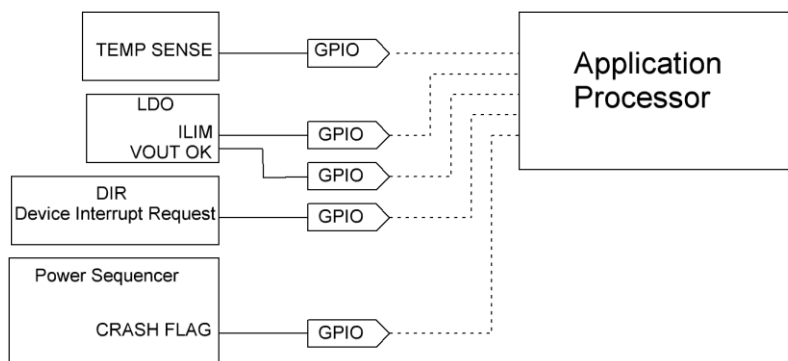 TEMP SENSE
GPIO
Application
Processor
LDO
ILIM
GPIO
VOUT OK
GPIO
DIR
Device Interrupt Request
GPIO
Power Sequencer
CRASH FLAG
GPIO